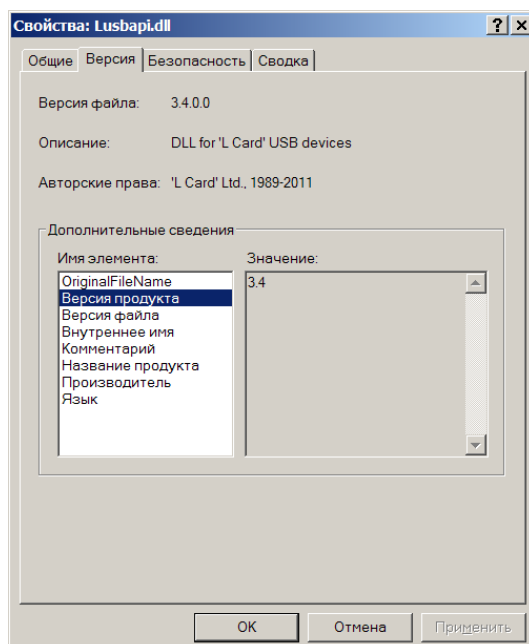 Свойства: Lusbapi.dll
Общие Версия Безопасность Сводка
Версия файла: 3.4.0.0
Описание: DLL for 'L Card' USB devices
Авторские права: 'L Card' Ltd., 1989-2011
Дополнительные сведения
Имя элемента: Значение:
OriginalFileName 3.4
Версия продукта
Версия файла
Внутреннее имя
Комментарий
Название продукта
Производитель
Язык
OK Отмена Применить